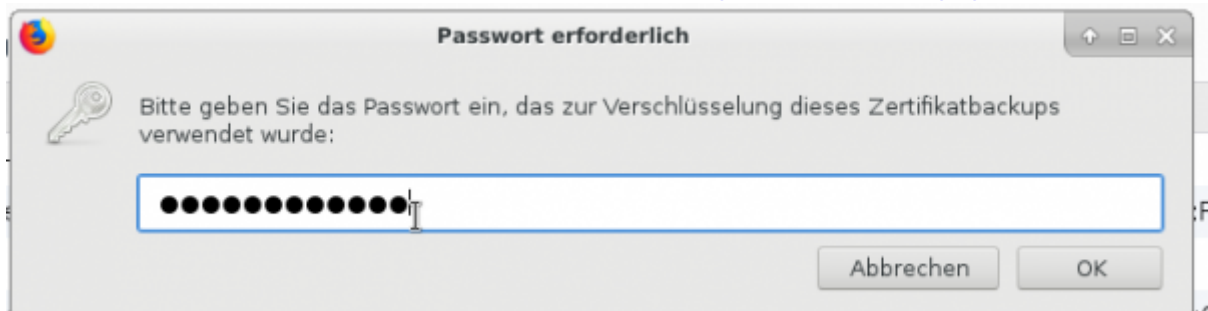 Passwort erforderlich
Bitte geben Sie das Passwort ein, das zur Verschlüsselung dieses Zertifikatbackups
verwendet wurde:
●●●●●●●●●●●●
Abbrechen OK